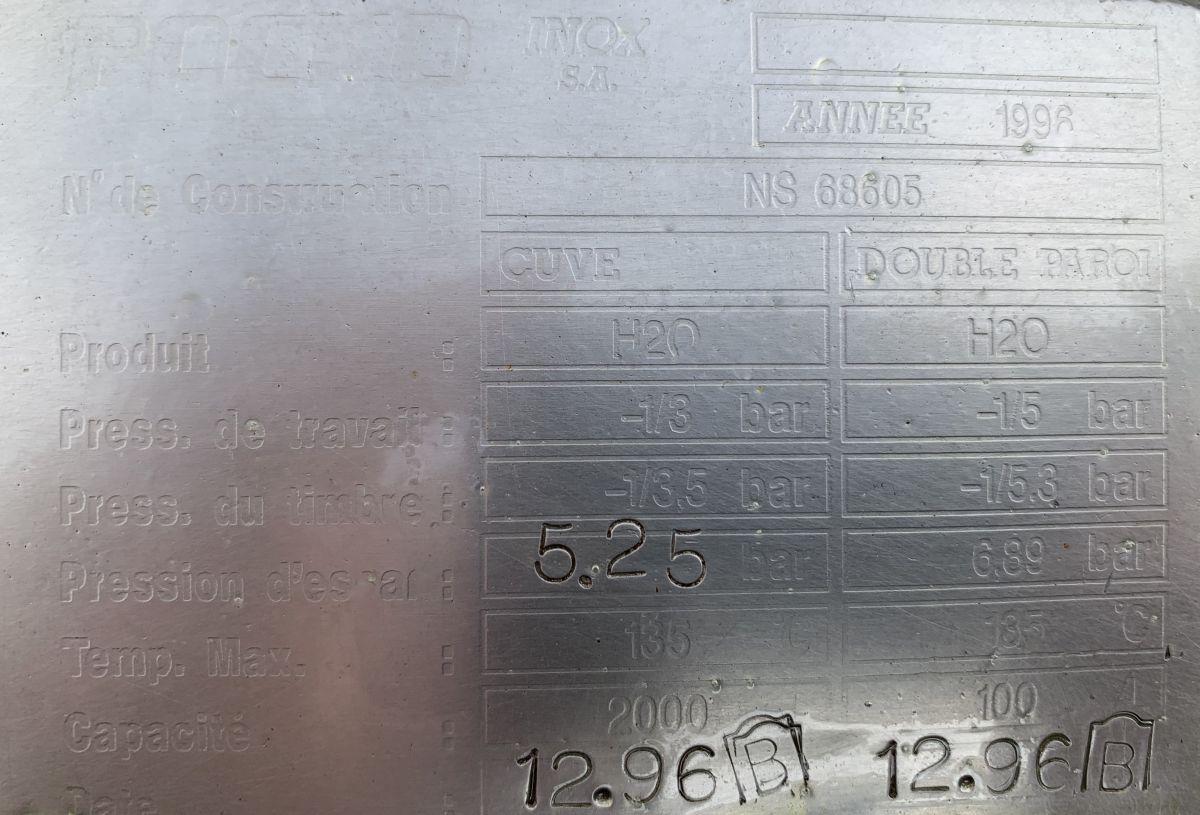 INOX
S.A.
ANNEE 1996
N° de Construction NS 68605
CUVE DOUBLE PAROI
Produit : H2O H2O
Press. de travail : -1/3 bar -1/5 bar
Press. du timbre : -1/3,5 bar -1/5.3 bar
Pression d'essai : 5.25 bar 6,89 bar
Temp. Max. : 135 °C 135 °C
Capacité : 2000 l 100 l
Date : 12.96 B 12.96 B